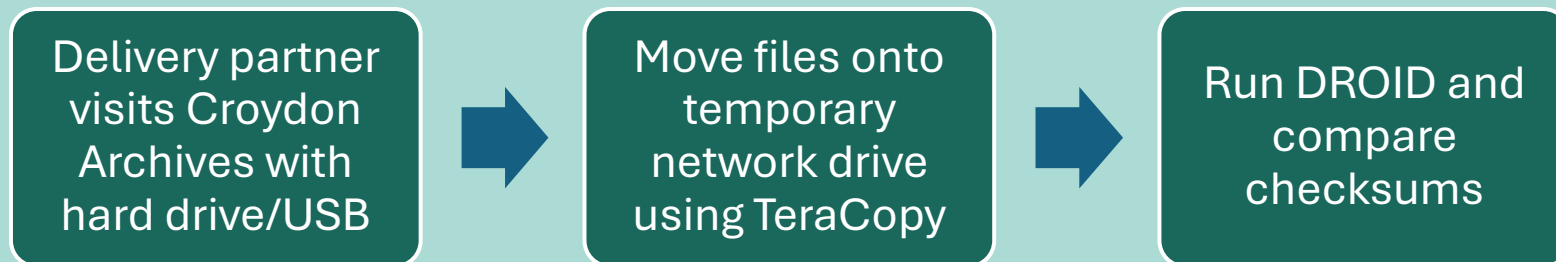 Delivery partner
visits Croydon
Archives with
hard drive/USB
Move files onto
temporary
network drive
using TeraCopy
Run DROID and
compare
checksums